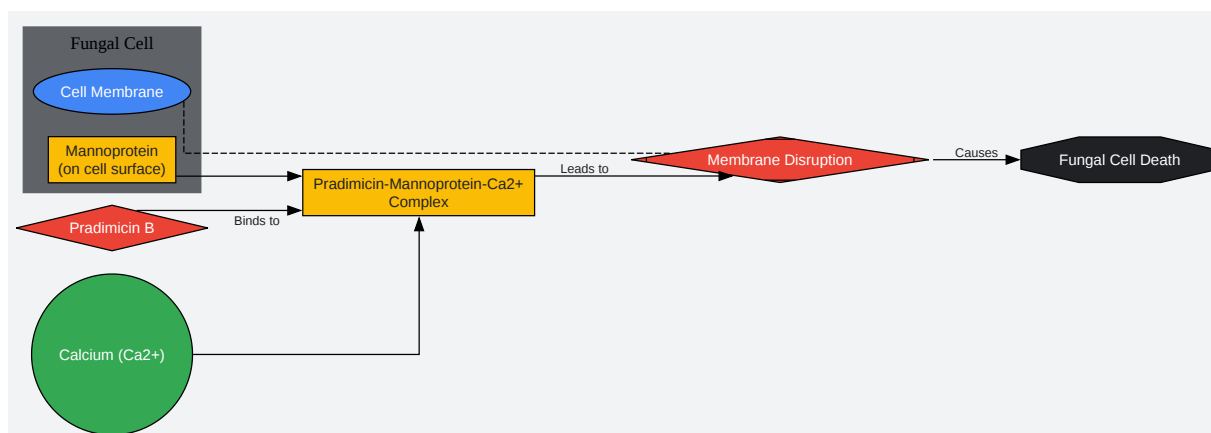 Fungal Cell
Cell Membrane
Mannoprotein
(on cell surface)
Pradimicin B
Binds to
Calcium (Ca2+)
Pradimicin-Mannoprotein-Ca2+
Complex
Leads to
Membrane Disruption
Causes
Fungal Cell Death